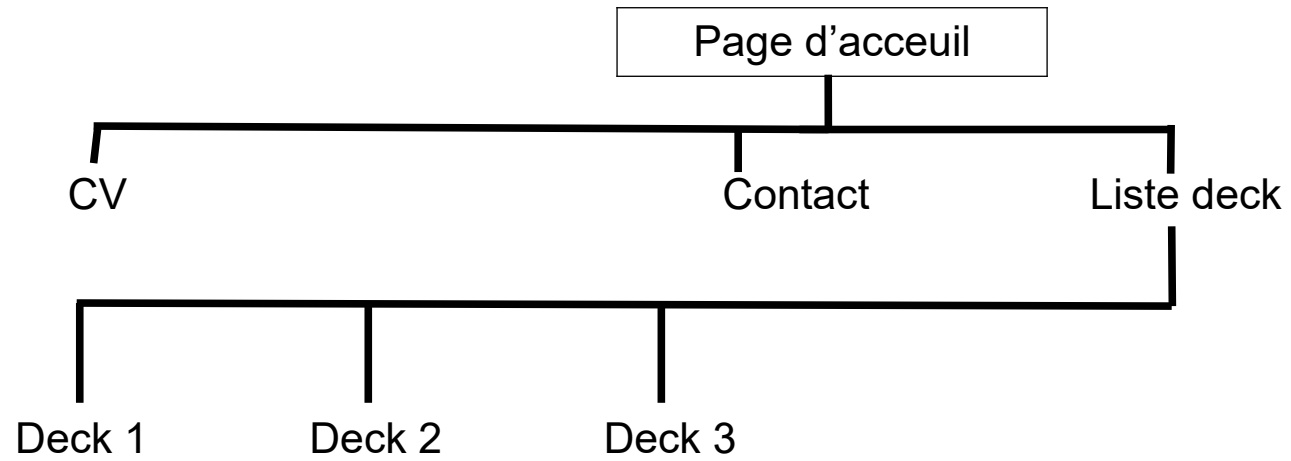 Page d’acceuil
CV
Contact
Liste deck
Deck 1
Deck 2
Deck 3